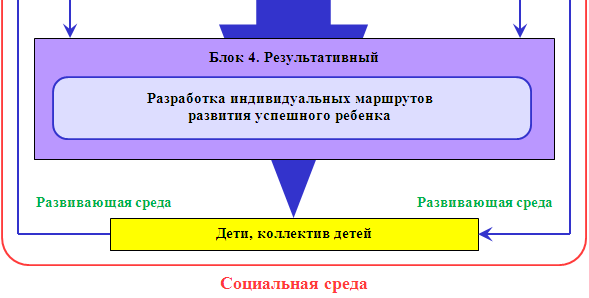 Блок 4. Результативный
Разработка индивидуальных маршрутов
развития успешного ребенка
Развивающая среда
Развивающая среда
Дети, коллектив детей
Социальная среда